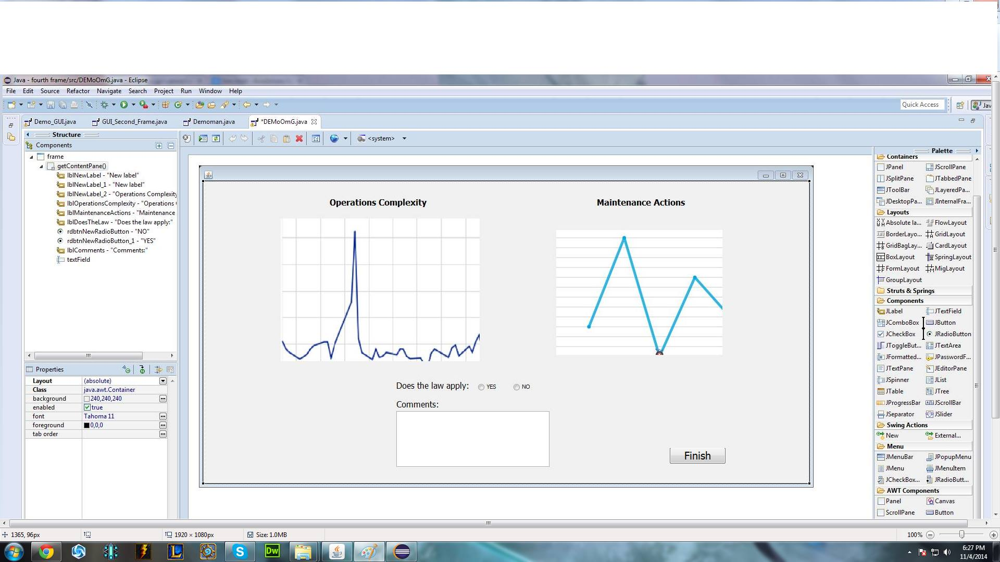 Java - fourth frame/src/DEMoOmG.java - Eclipse
File Edit Source Refactor Navigate Search Project Run Window Help
Quick Access
Jav
Demo_GUI.java GUI_Second_Frame.java Demoman.java *DEMoOmG.java
Structure
Components
<system>
frame
getContentPane()
lblNewLabel - "New label"
lblNewLabel_1 - "New label"
lblNewLabel_2 - "Operations Complexity
lblOperationsComplexity - "Operations
lblMaintenanceActions - "Maintenance
lblDoesTheLaw - "Does the law apply:"
rdbtnNewRadioButton - "NO"
rdbtnNewRadioButton_1 - "YES"
lblComments - "Comments:"
textField
Properties
Layout (absolute)
Class java.awt.Container
background 240,240,240
enabled true
font Tahoma 11
foreground 0,0,0
tab order
Operations Complexity
Maintenance Actions
Does the law apply: YES NO
Comments:
Finish
Palette
Containers
JPanel JScrollPane
JSplitPane JTabbedPane
JToolBar JLayeredPa...
JDesktopPa... JInternalFra...
Layouts
Absolute la... FlowLayout
BorderLayo... GridLayout
GridBagLay... CardLayout
BoxLayout SpringLayout
FormLayout MigLayout
GroupLayout
Struts & Springs
Components
JLabel JTextField
JComboBox JButton
JCheckBox JRadioButton
JToggleBut... JTextArea
JFormatted... JPasswordF...
JTextPane JEditorPane
JSpinner JList
JTable JTree
JProgressBar JScrollBar
JSeparator JSlider
Swing Actions
New External...
Menu
JMenuBar JPopupMenu
JMenu JMenuItem
JCheckBox... JRadioButt...
AWT Components
Panel Canvas
ScrollPane Button
1365, 96px
1920 × 1080px
Size: 1.0MB
100%
Dw
6:27 PM
11/4/2014